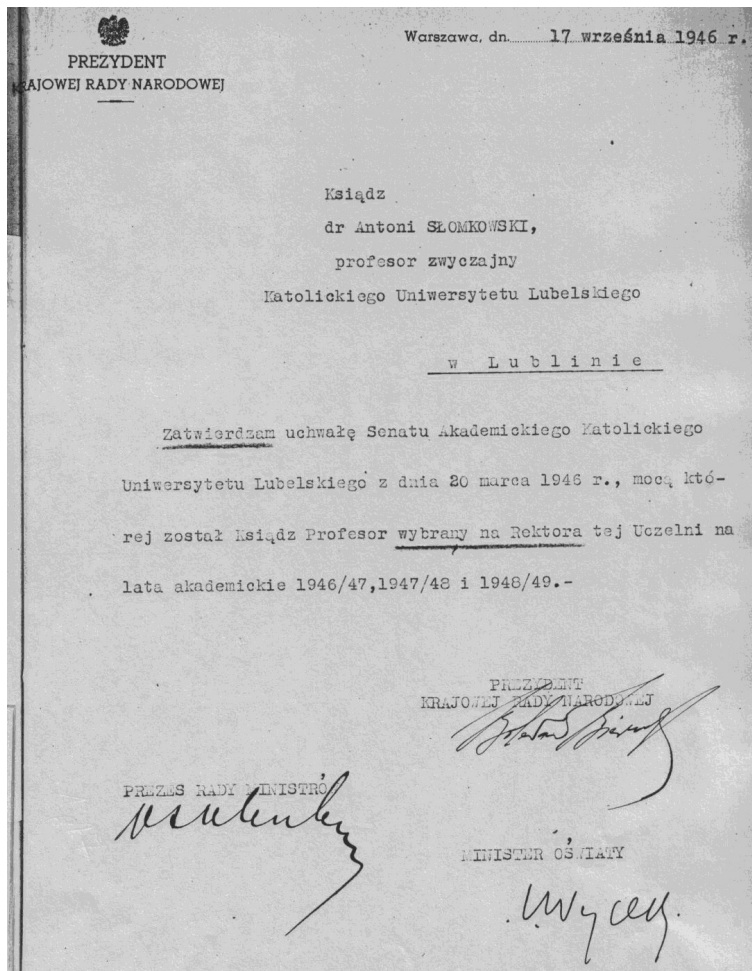 PREZYDENT
KRAJOWEJ RADY NARODOWEJ
Warszawa, dn. 17 września 1946 r.
Ksiądz
dr Antoni SŁOMKOWSKI,
profesor zwyczajny
Katolickiego Uniwersytetu Lubelskiego
w Lublinie
Zatwierdzam uchwałę Senatu Akademickiego Katolickiego
Uniwersytetu Lubelskiego z dnia 20 marca 1946 r., mocą któ-
rej został Ksiądz Profesor wybrany na Rektora tej Uczelni na
lata akademickie 1946/47,1947/48 i 1948/49.-
PREZYDENT
KRAJOWEJ RADY NARODOWEJ
Bolesław Bierut
PREZES RADY MINISTRÓ
MINISTER OŚWIATY